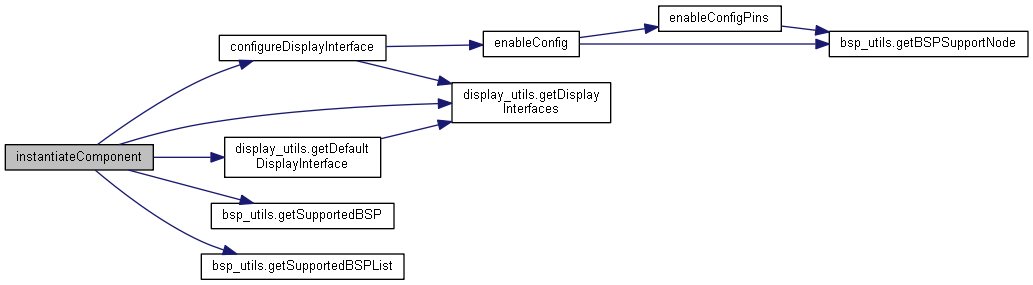 enableConfigPins
configureDisplayInterface
enableConfig
bsp_utils.getBSPSupportNode
display_utils.getDisplay
Interfaces
instantiateComponent
display_utils.getDefault
DisplayInterface
bsp_utils.getSupportedBSP
bsp_utils.getSupportedBSPList